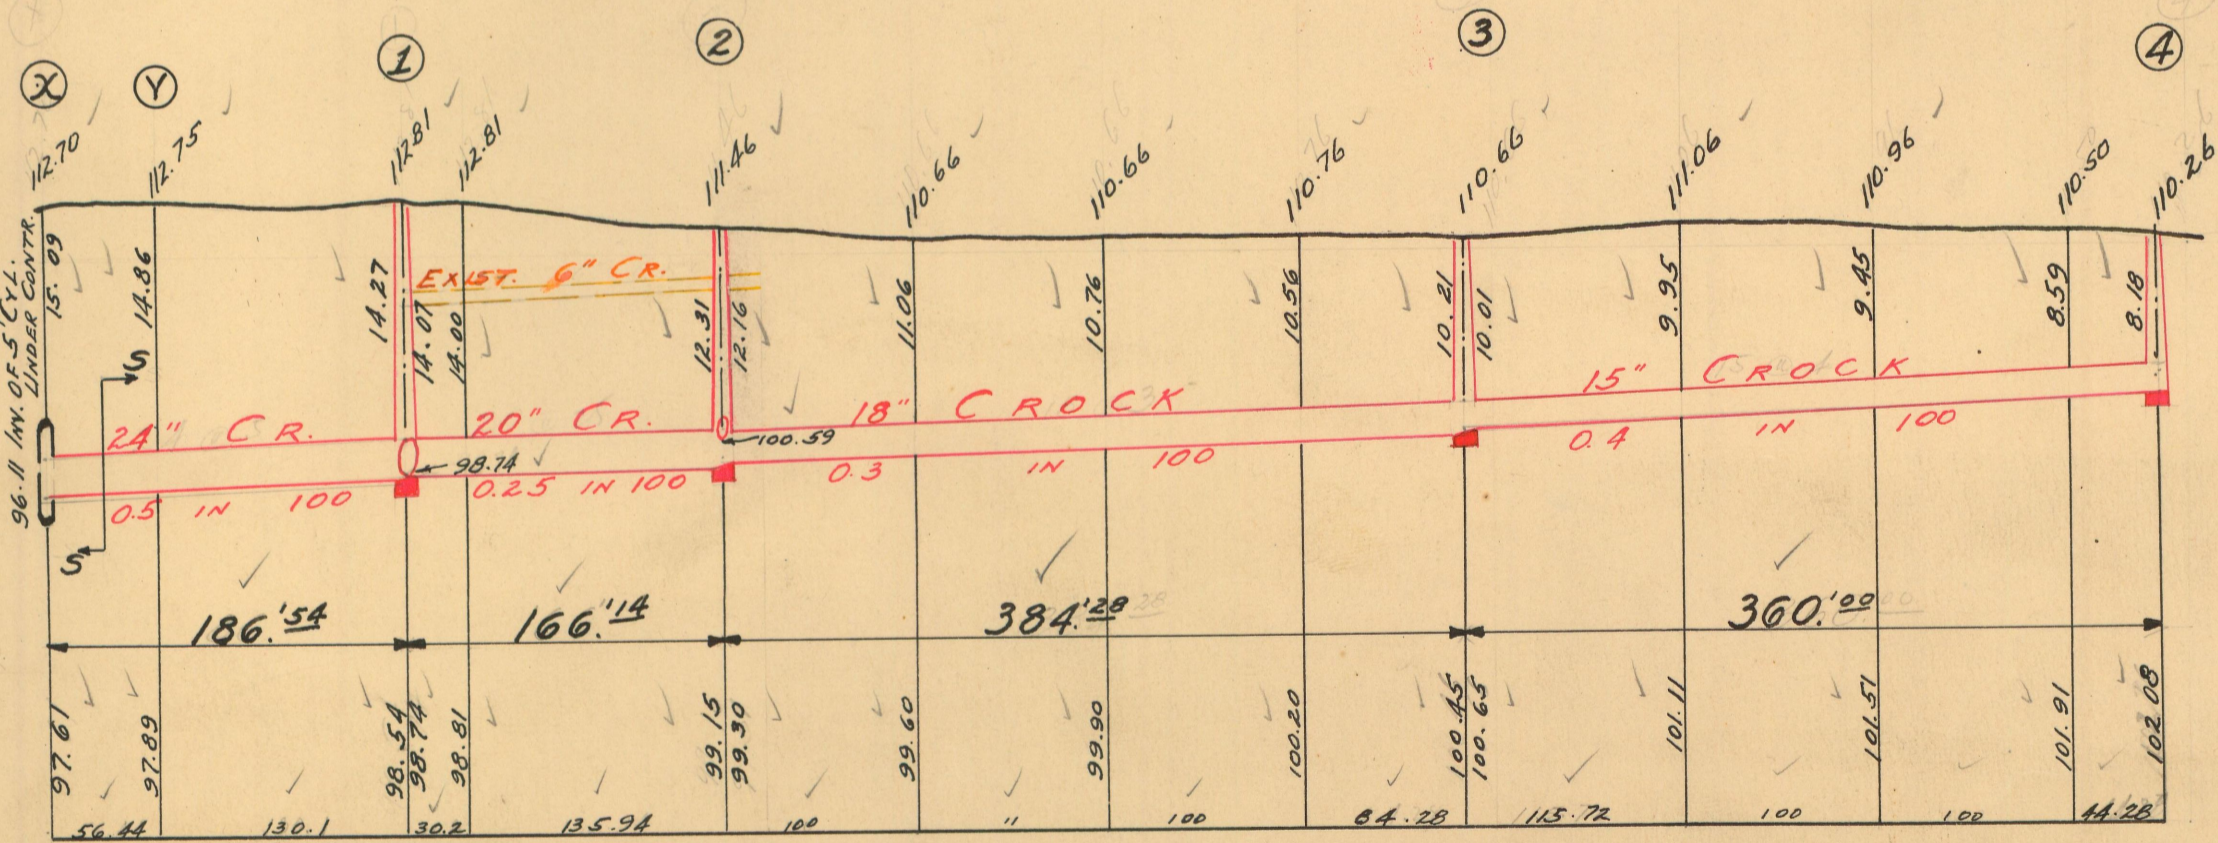 X Y 1 2 3 4
112.70 112.75 112.81 112.81 111.46 110.66 110.66 110.76 110.66 111.06 110.96 110.50 110.26
96.11 INV. OF 5' CYL.
UNDER CONTR.
15.09 14.86 14.27 14.07 14.00 12.31 12.16 11.06 10.76 10.56 10.21 10.01 9.95 9.45 8.59 8.18
EXIST. 6" CR.
S
24" CR. 20" CR. 18" CROCK 15" CROCK
98.74 100.59
0.5 IN 100 0.25 IN 100 0.3 IN 100 0.4 IN 100
S
186.'54 166.'14 384.'28 360.'00
97.61 97.89 98.54 98.74 98.81 99.15 99.30 99.60 99.90 100.20 100.45 100.65 101.11 101.51 101.91 102.08
56.44 130.1 30.2 135.94 100 " 100 84.28 115.72 100 100 44.28